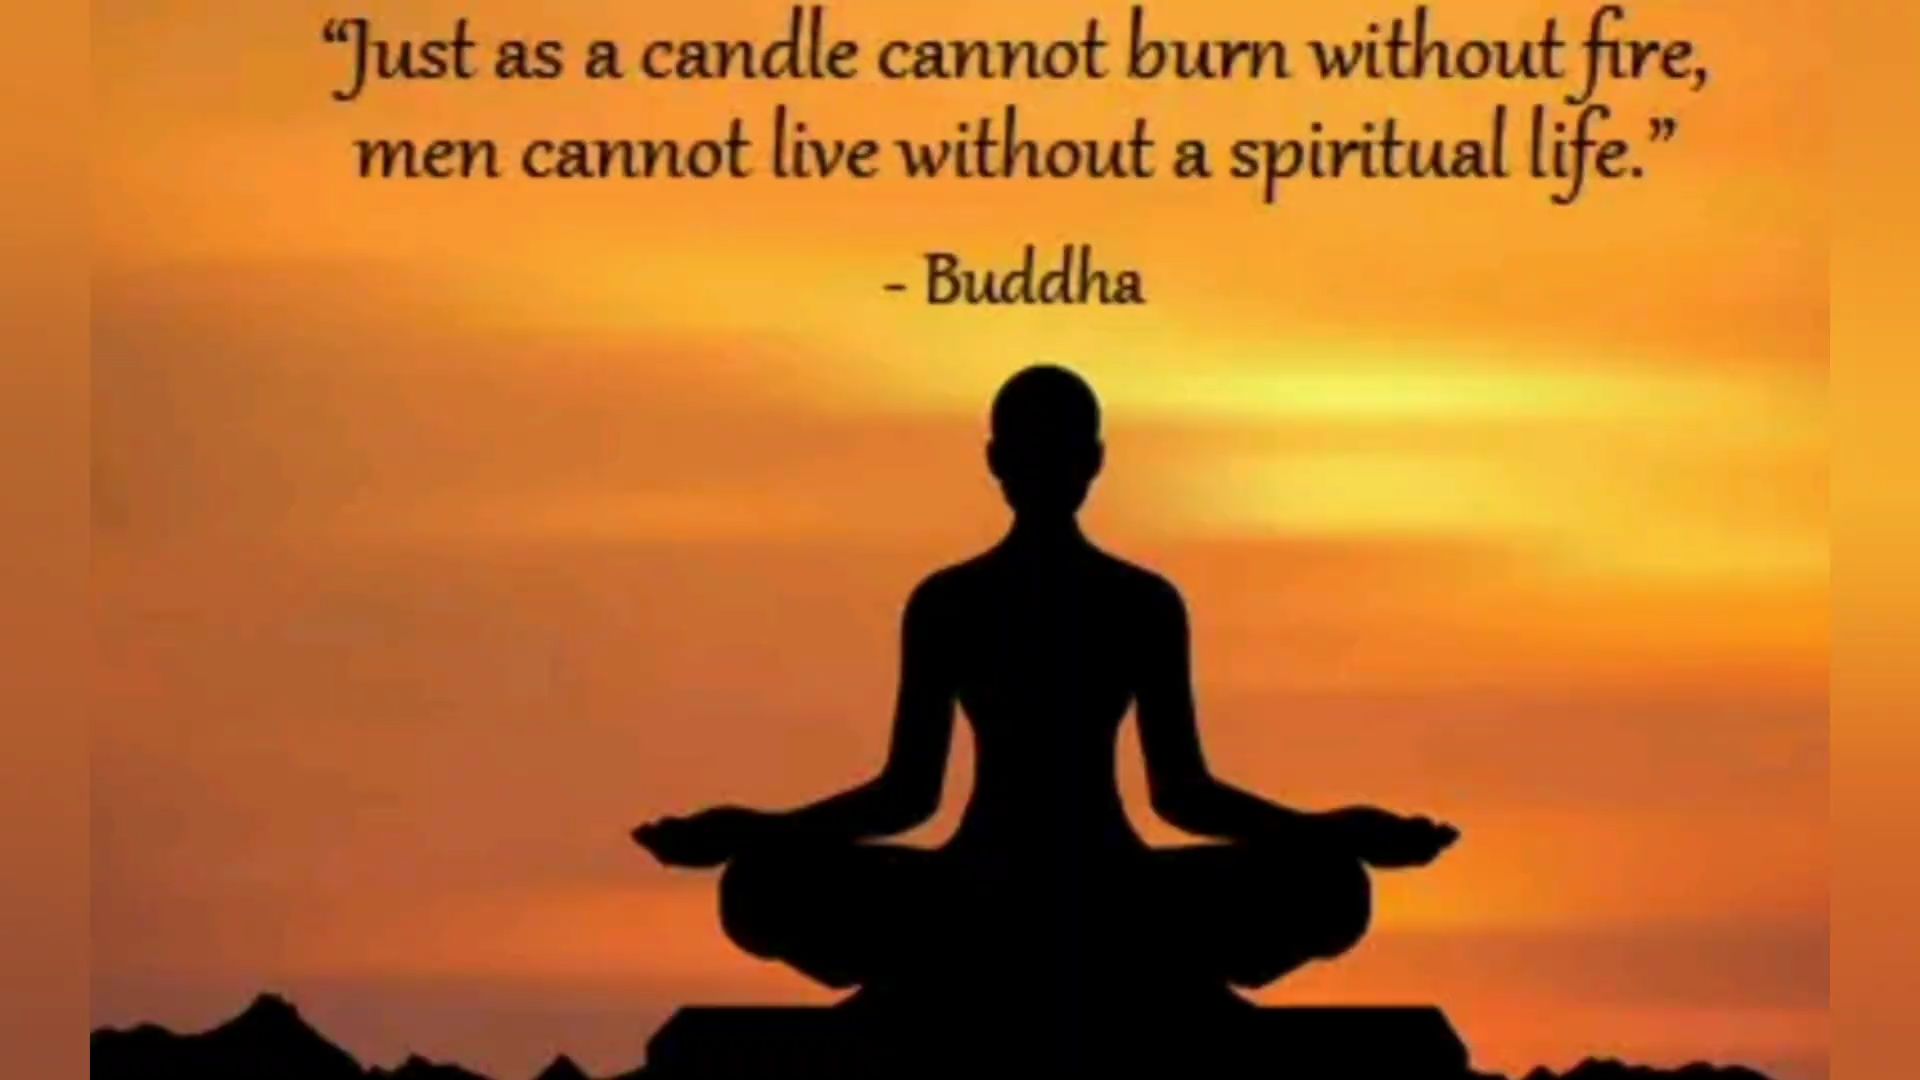 “Just as a candle cannot burn without fire,
men cannot live without a spiritual life.”
- Buddha